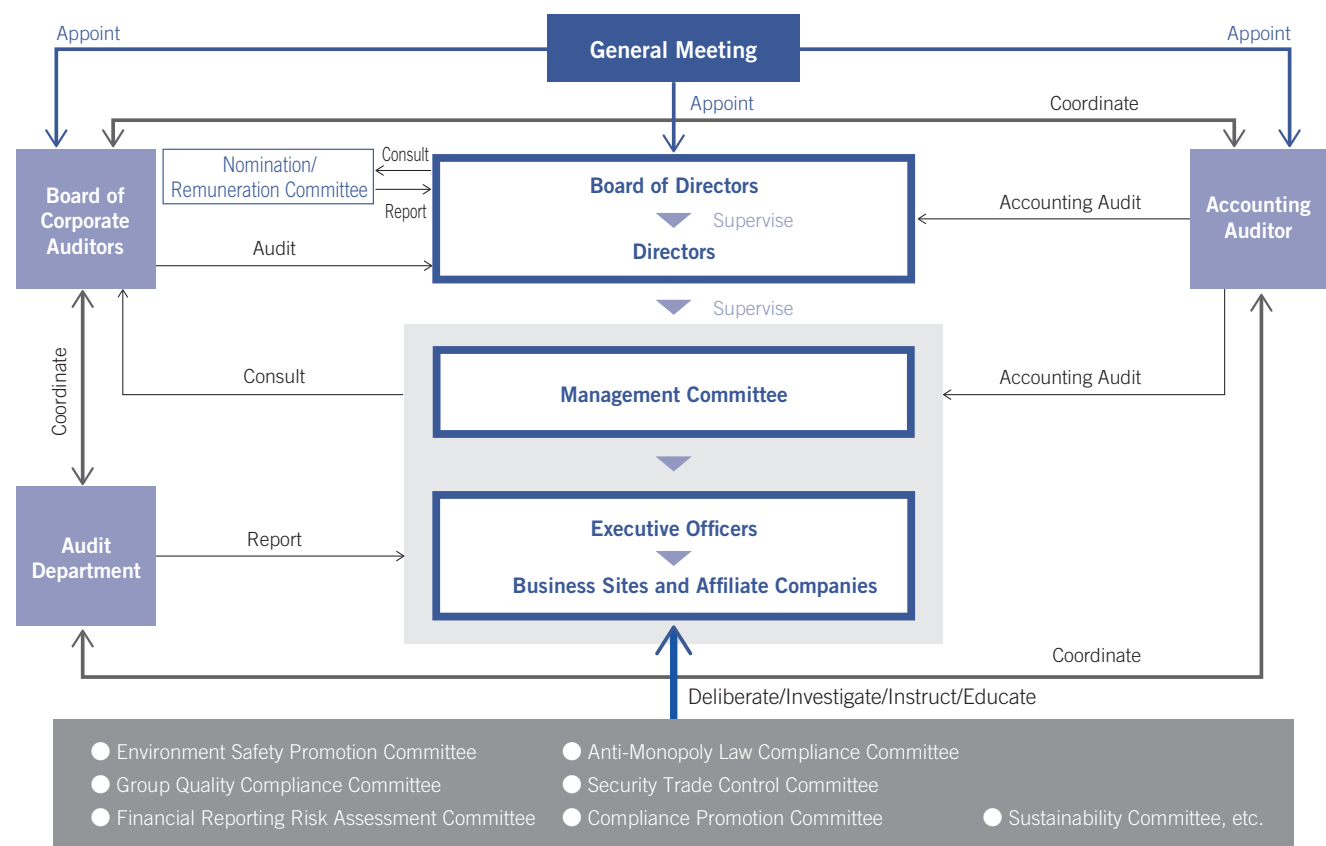 General Meeting
Appoint
Appoint
Appoint
Coordinate
Board of
Corporate
Auditors
Nomination/
Remuneration Committee
Consult
Report
Board of Directors
Supervise
Directors
Accounting Audit
Accounting
Auditor
Audit
Supervise
Coordinate
Consult
Management Committee
Accounting Audit
Audit
Department
Report
Executive Officers
Business Sites and Affiliate Companies
Coordinate
Deliberate/Investigate/Instruct/Educate
Environment Safety Promotion Committee
Group Quality Compliance Committee
Financial Reporting Risk Assessment Committee
Anti-Monopoly Law Compliance Committee
Security Trade Control Committee
Compliance Promotion Committee
Sustainability Committee, etc.